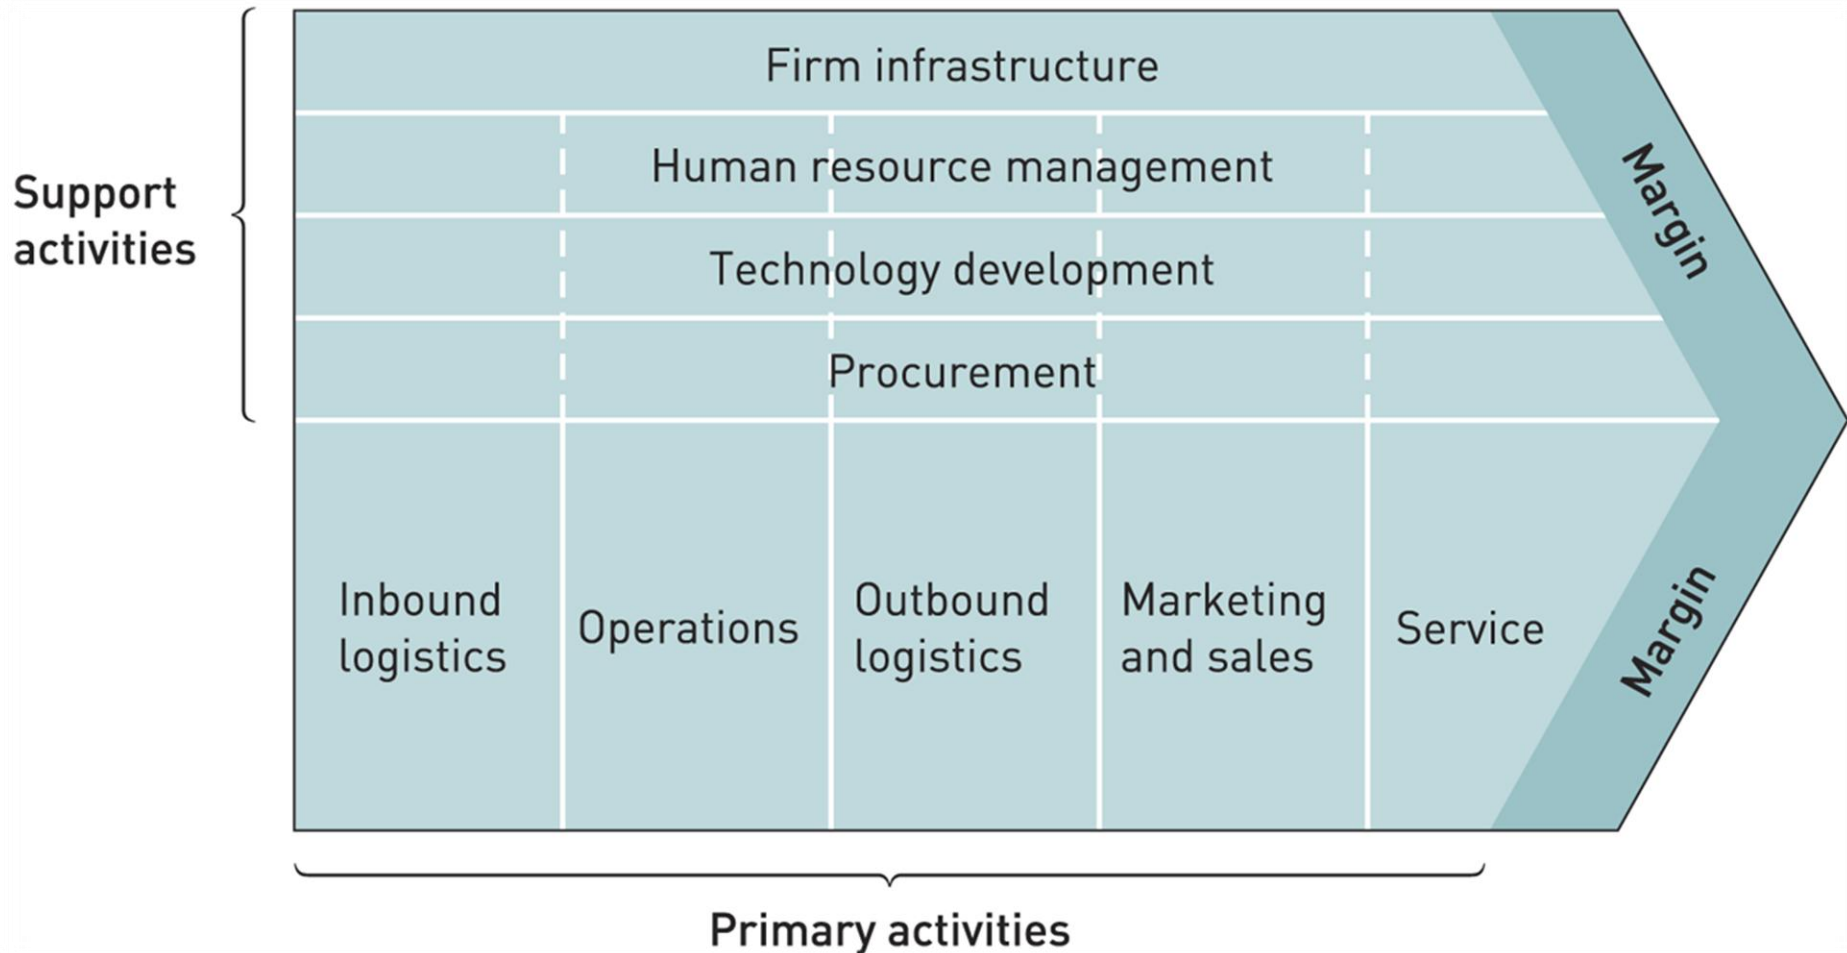 Support
activities
Firm infrastructure
Human resource management
Technology development
Procurement
Margin
Inbound
logistics
Operations
Outbound
logistics
Marketing
and sales
Service
Margin
Primary activities